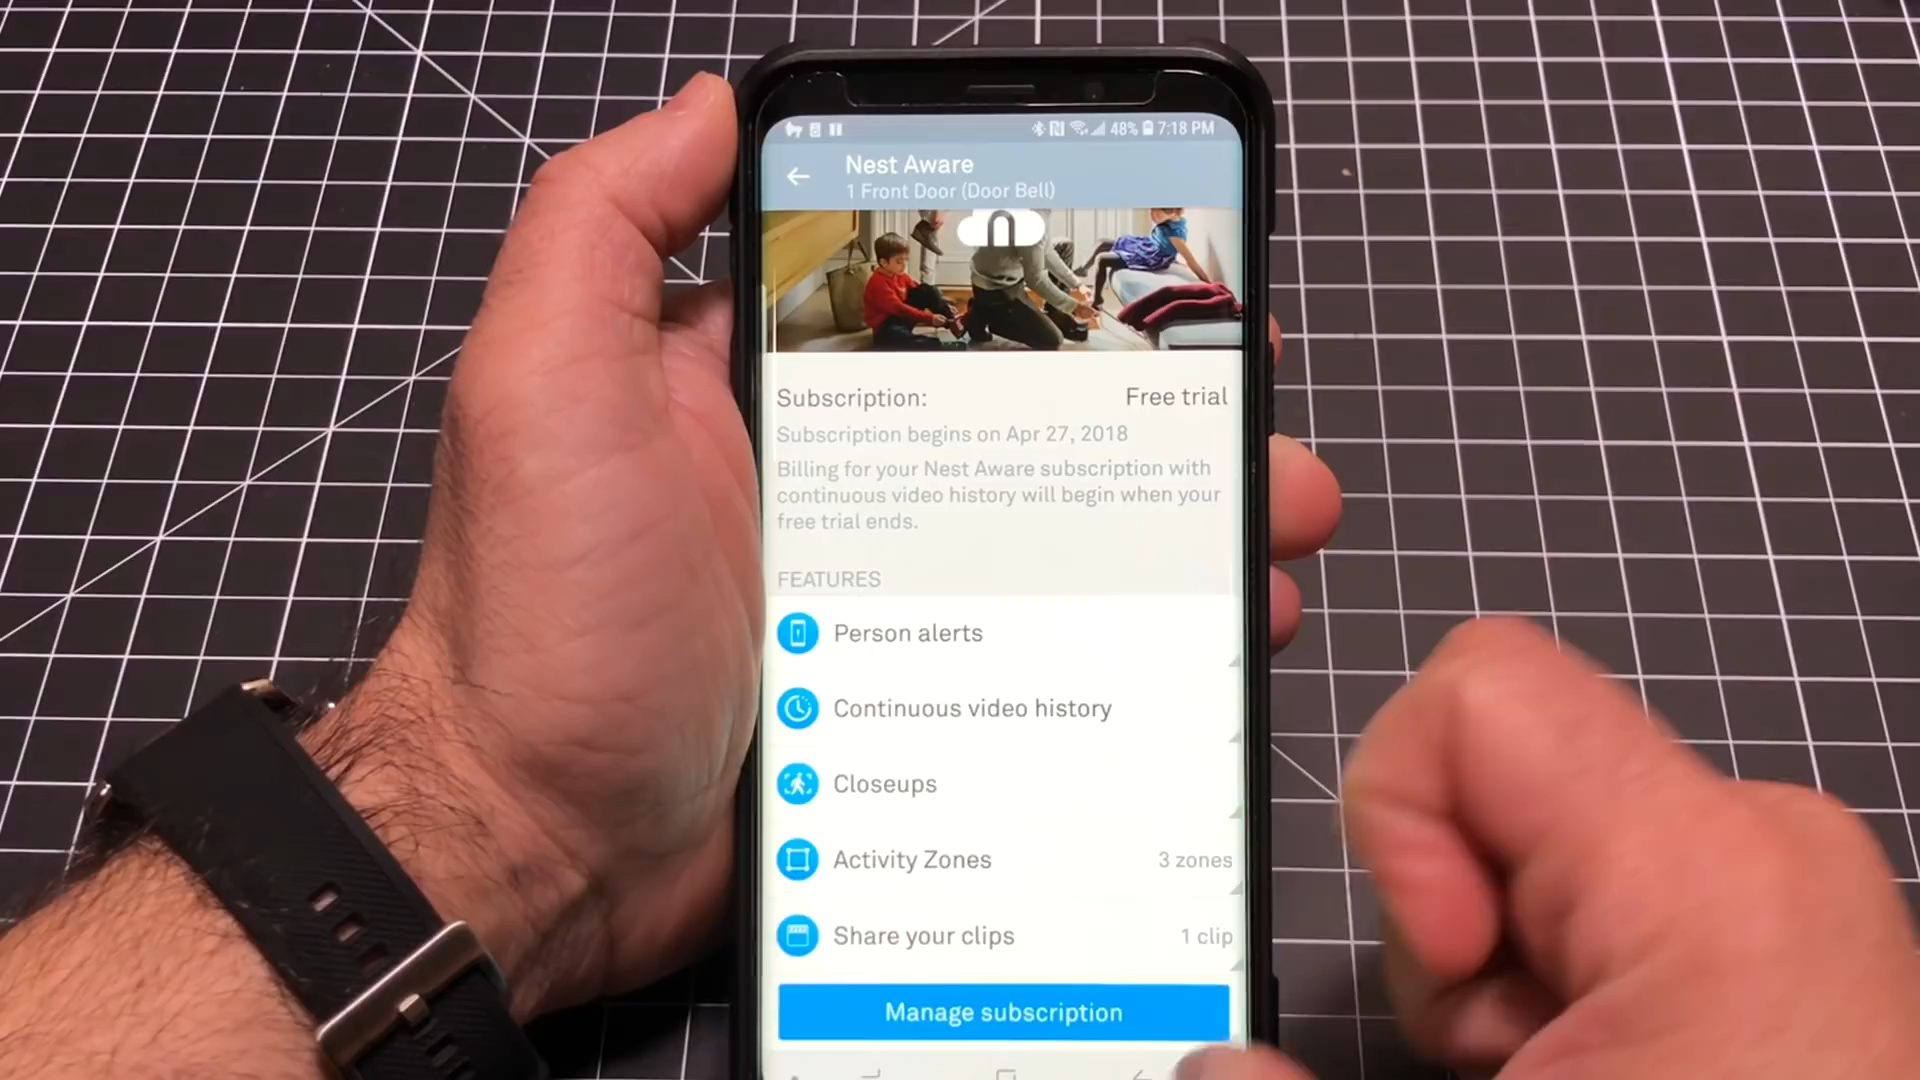 48% 7:18 PM
Nest Aware
1 Front Door (Door Bell)
Subscription: Free trial
Subscription begins on Apr 27, 2018
Billing for your Nest Aware subscription with
continuous video history will begin when your
free trial ends.
FEATURES
Person alerts
Continuous video history
Closeups
Activity Zones 3 zones
Share your clips 1 clip
Manage subscription